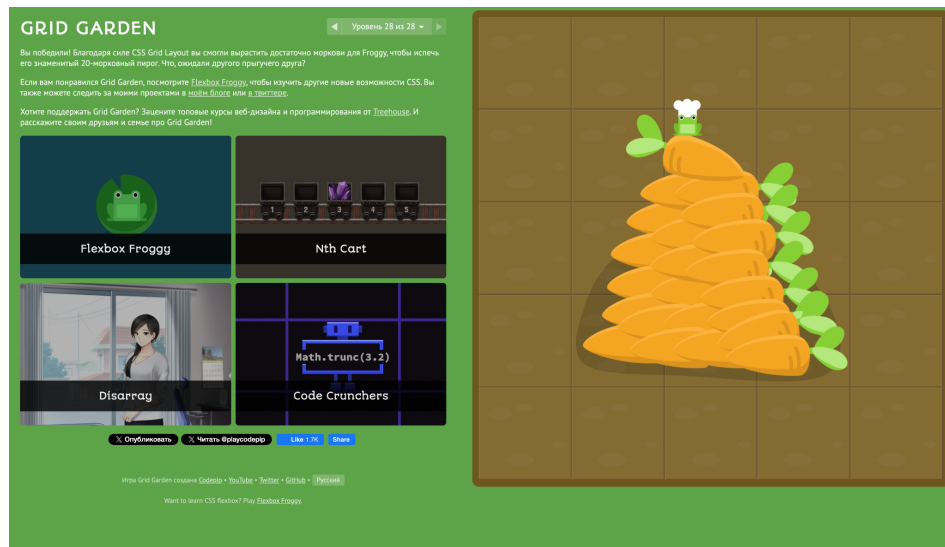 GRID GARDEN
Уровень 28 из 28
Вы победили! Благодаря силе CSS Grid Layout вы смогли вырастить достаточно моркови для Froggy, чтобы испечь
его знаменитый 20-морковный пирог. Что, ожидали другого прыгучего друга?
Если вам понравился Grid Garden, посмотрите Flexbox Froggy, чтобы изучить другие новые возможности CSS. Вы
также можете следить за моими проектами в моём блоге или в твиттере.
Хотите поддержать Grid Garden? Зацените топовые курсы веб-дизайна и программирования от Treehouse. И
расскажите своим друзьям и семье про Grid Garden!
1 2 3 4 5
Flexbox Froggy
Nth Cart
Math.trunc(3.2)
Disarray
Code Crunchers
Опубликовать
Читать @playcodepip
Like 1.7K
Share
Игра Grid Garden создана Codepip • YouTube • Twitter • GitHub • Русский
Want to learn CSS flexbox? Play Flexbox Froggy.